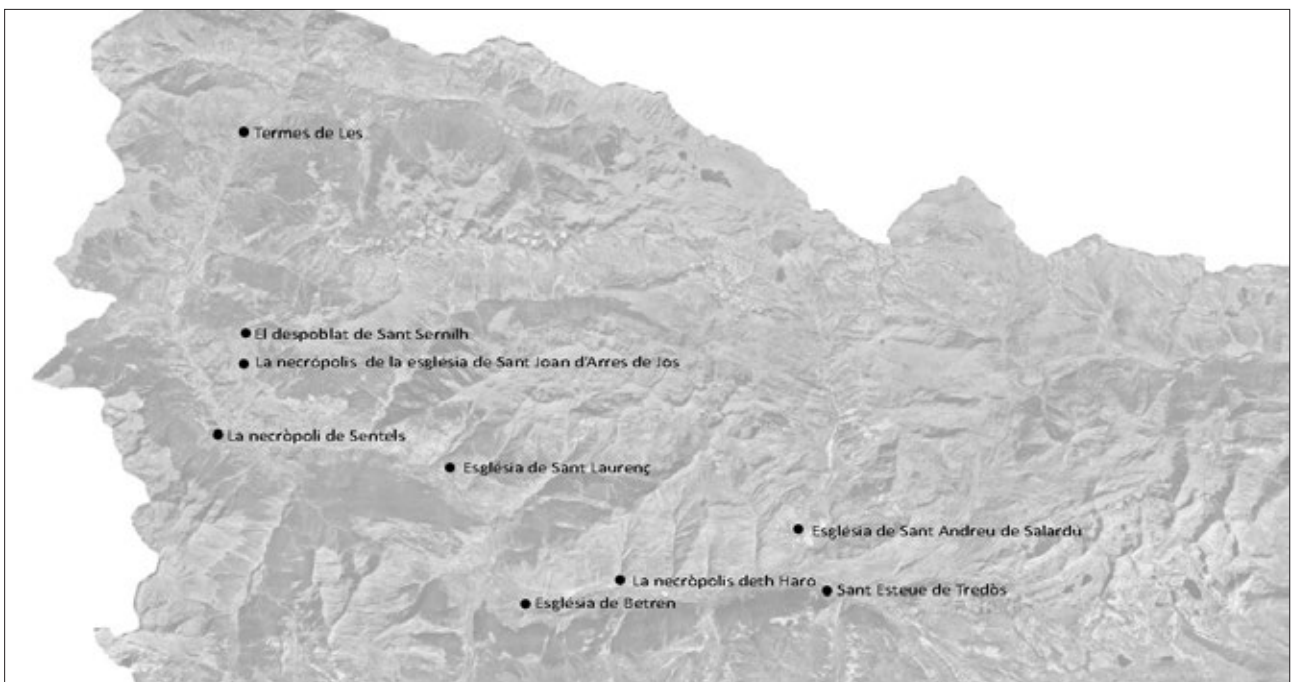 Termes de Les
El despoblat de Sant Sernilh
La necròpolis de la església de Sant Joan d'Arres de Jos
La necròpoli de Sentels
Església de Sant Laurenç
Església de Sant Andreu de Salardú
La necròpolis deth Haro
Sant Esteue de Tredòs
Església de Betren